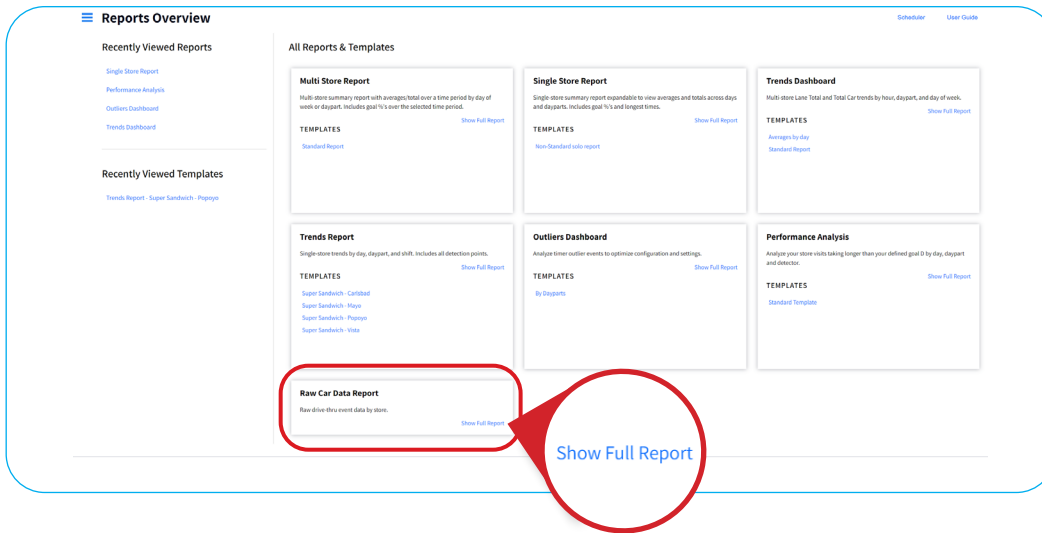 Reports Overview
Scheduler
User Guide
Recently Viewed Reports
Single Store Report
Performance Analysis
Outliers Dashboard
Trends Dashboard
Recently Viewed Templates
Trends Report - Super Sandwich - Popoyo
All Reports & Templates
Multi Store Report
Multi-store summary report with averages/total over a time period by day of
week or daypart. Includes goal %'s over the selected time period.
Show Full Report
TEMPLATES
Standard Report
Single Store Report
Single-store summary report expandable to view averages and totals across days
and dayparts. Includes goal %'s and longest times.
Show Full Report
TEMPLATES
Non-Standard solo report
Trends Dashboard
Multi-store Lane Total and Total Car trends by hour, daypart, and day of week.
Show Full Report
TEMPLATES
Averages by day
Standard Report
Trends Report
Single-store trends by day, daypart, and shift. Includes all detection points.
Show Full Report
TEMPLATES
Super Sandwich - Carlsbad
Super Sandwich - Mayo
Super Sandwich - Popoyo
Super Sandwich - Vista
Outliers Dashboard
Analyze timer outlier events to optimize configuration and settings.
Show Full Report
TEMPLATES
By Dayparts
Performance Analysis
Analyze your store visits taking longer than your defined goal D by day, daypart
and detector.
Show Full Report
TEMPLATES
Standard Template
Raw Car Data Report
Raw drive-thru event data by store.
Show Full Report
Show Full Report